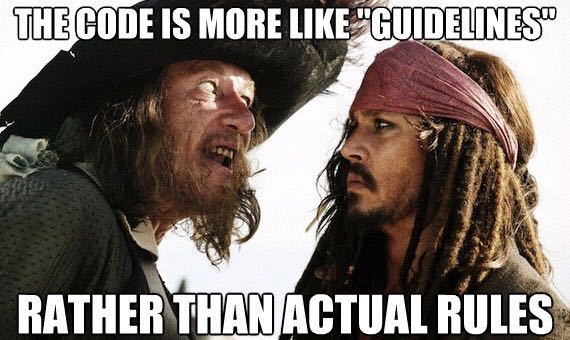 THE CODE IS MORE LIKE "GUIDELINES"
RATHER THAN ACTUAL RULES